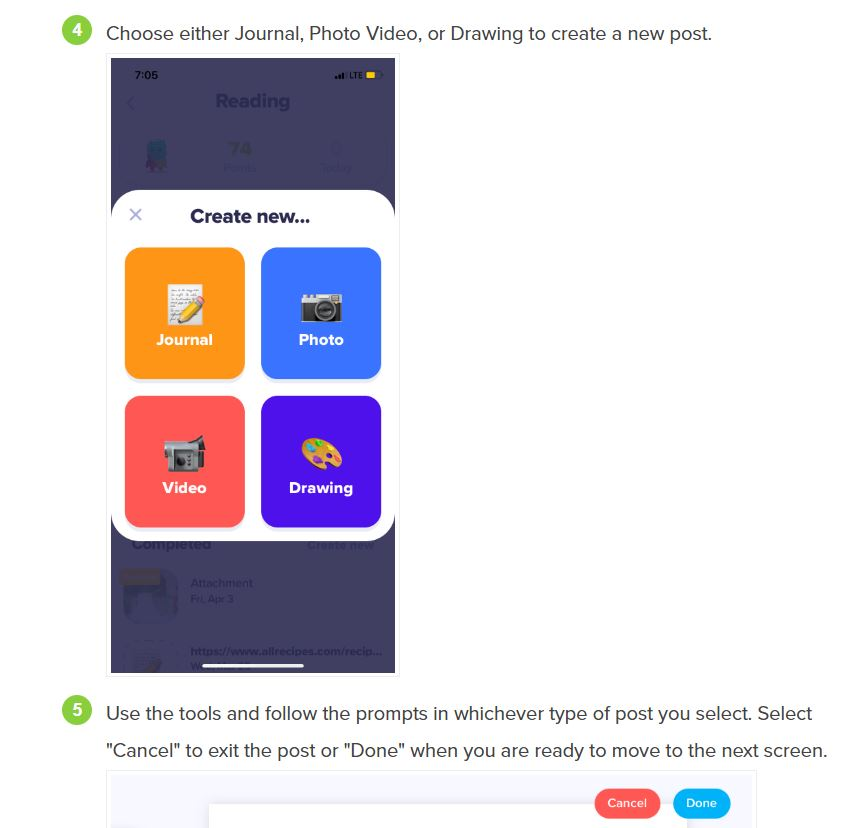 4 Choose either Journal, Photo Video, or Drawing to create a new post.
7:05 LTE
Reading
74 0
Points Today
Create new...
Journal Photo
Video Drawing
Completed Create new
Attachment
Fri, Apr 3
https://www.allrecipes.com/recip...
5 Use the tools and follow the prompts in whichever type of post you select. Select
"Cancel" to exit the post or "Done" when you are ready to move to the next screen.
Cancel Done